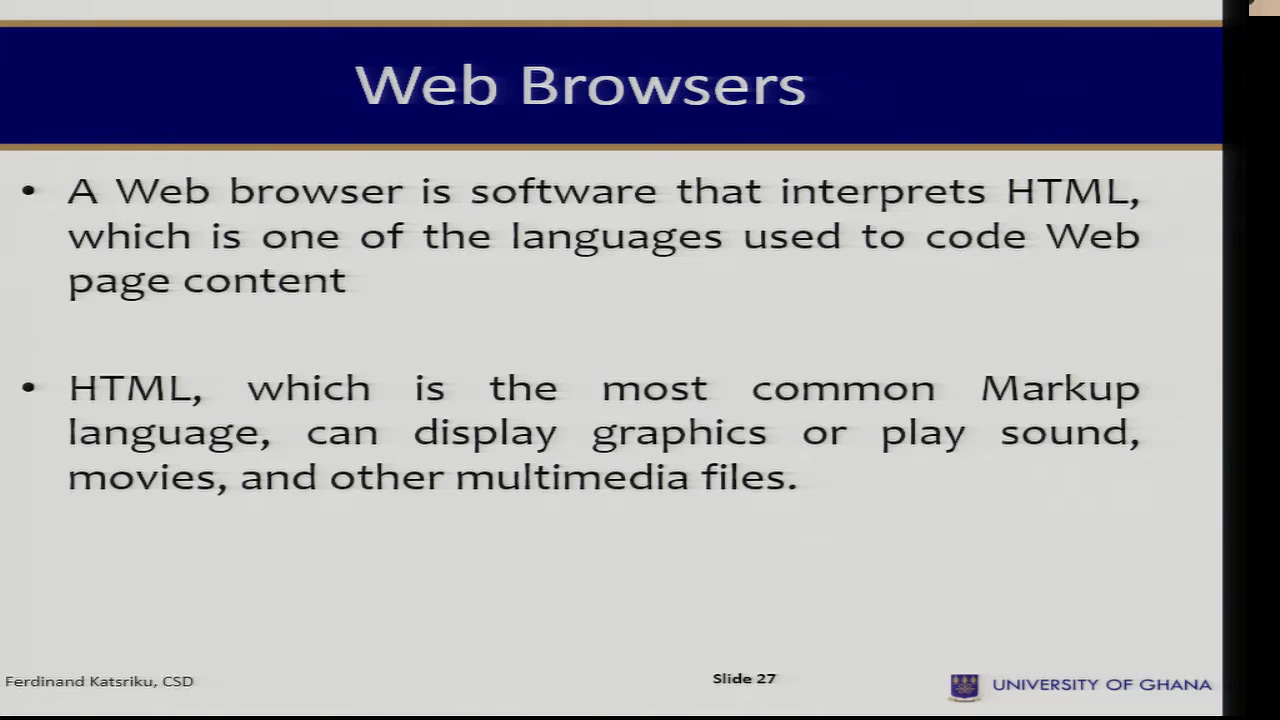 Web Browsers
• A Web browser is software that interprets HTML,
which is one of the languages used to code Web
page content
• HTML, which is the most common Markup
language, can display graphics or play sound,
movies, and other multimedia files.
Ferdinand Katsriku, CSD
Slide 27
UNIVERSITY OF GHANA